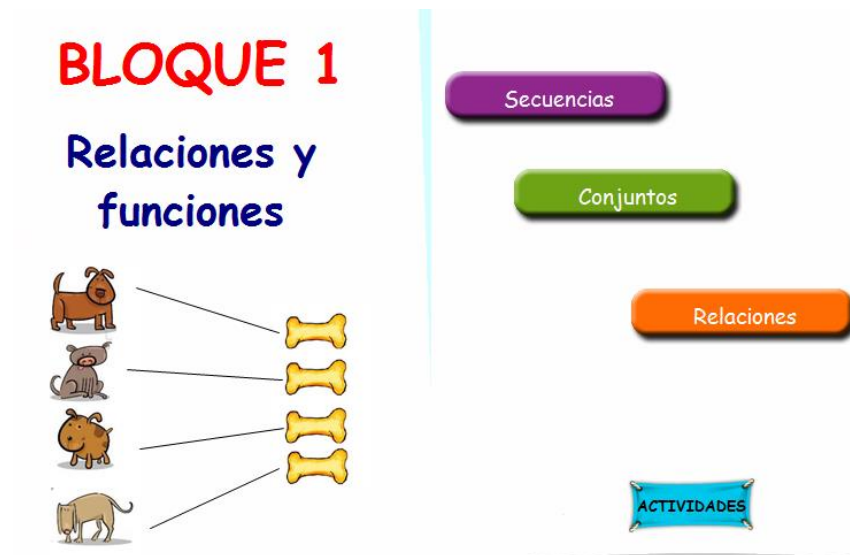 BLOQUE 1
Relaciones y
funciones
Secuencias
Conjuntos
Relaciones
ACTIVIDADES